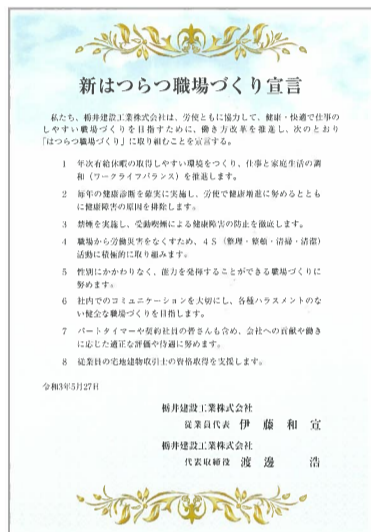 新はつらつ職場づくり宣言
私たち、栃井建設工業株式会社は、労使ともに協力して、健康・快適で仕事の
しやすい職場づくりを目指すために、働き方改革を推進し、次のとおり
「はつらつ職場づくり」に取り組むことを宣言する。
1 年次有給休暇の取得しやすい環境をつくり、仕事と家庭生活の調
和（ワークライフバランス）を推進します。
2 毎年の健康診断を確実に実施し、労使で健康増進に努めるととも
に健康障害の原因を排除します。
3 禁煙を実施し、受動喫煙による健康障害の防止を徹底します。
4 職場から労働災害をなくすため、4S（整理・整頓・清掃・清潔）
活動に積極的に取り組みます。
5 性別にかかわりなく、能力を発揮することができる職場づくりに
努めます。
6 社内でのコミュニケーションを大切にし、各種ハラスメントのな
い健全な職場づくりを目指します。
7 パートタイマーや契約社員の皆さんも含め、会社への貢献や働き
に応じた適正な評価や待遇に努めます。
8 従業員の宅地建物取引士の資格取得を支援します。
令和3年5月27日
栃井建設工業株式会社
従業員代表 伊藤和宣
栃井建設工業株式会社
代表取締役 渡邊 浩